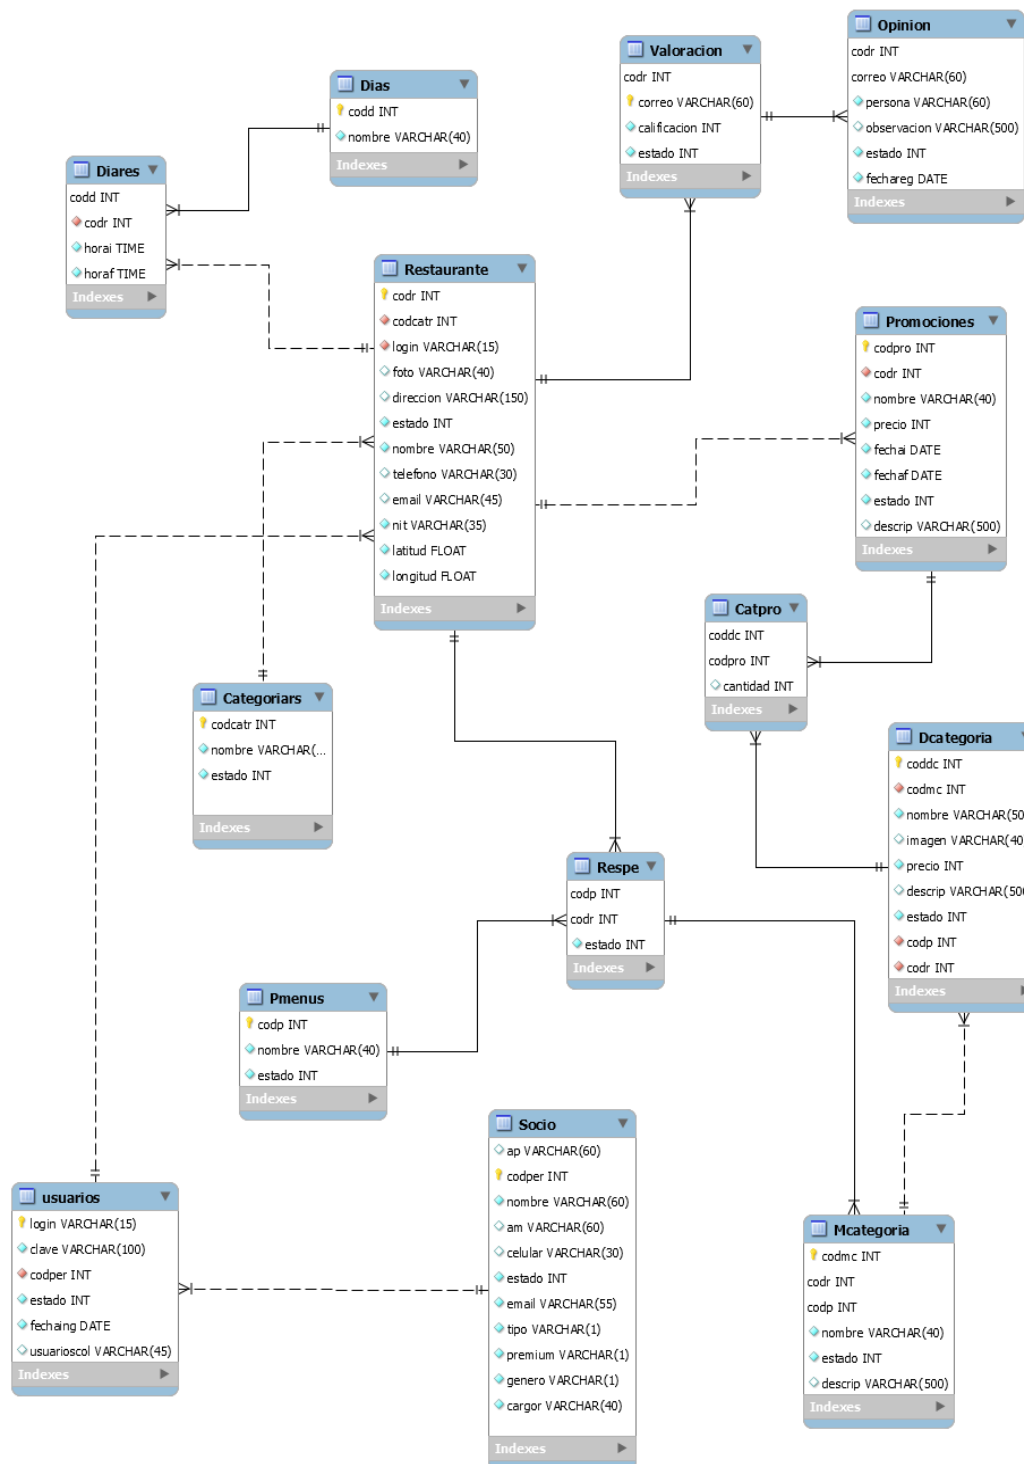 Opinion
codr INT
correo VARCHAR(60)
persona VARCHAR(60)
observacion VARCHAR(500)
estado INT
fechareg DATE
Indexes
Valoracion
codr INT
correo VARCHAR(60)
calificacion INT
estado INT
Indexes
Dias
codd INT
nombre VARCHAR(40)
Indexes
Diares
codd INT
codr INT
horai TIME
horaf TIME
Indexes
Restaurante
codr INT
codcatr INT
login VARCHAR(15)
foto VARCHAR(40)
direccion VARCHAR(150)
estado INT
nombre VARCHAR(50)
telefono VARCHAR(30)
email VARCHAR(45)
nit VARCHAR(35)
latitud FLOAT
longitud FLOAT
Indexes
Promociones
codpro INT
codr INT
nombre VARCHAR(40)
precio INT
fechai DATE
fechaf DATE
estado INT
descrip VARCHAR(500)
Indexes
Catpro
coddc INT
codpro INT
cantidad INT
Indexes
Categoriars
codcatr INT
nombre VARCHAR(...
estado INT
Indexes
Dcategoria
coddc INT
codmc INT
nombre VARCHAR(50
imagen VARCHAR(40
precio INT
descrip VARCHAR(500
estado INT
codp INT
codr INT
Indexes
Respe
codp INT
codr INT
estado INT
Indexes
Pmenus
codp INT
nombre VARCHAR(40)
estado INT
Indexes
Socio
ap VARCHAR(60)
codper INT
nombre VARCHAR(60)
am VARCHAR(60)
celular VARCHAR(30)
estado INT
email VARCHAR(55)
tipo VARCHAR(1)
premium VARCHAR(1)
genero VARCHAR(1)
cargor VARCHAR(40)
Indexes
usuarios
login VARCHAR(15)
clave VARCHAR(100)
codper INT
estado INT
fechaing DATE
usuarioscol VARCHAR(45)
Indexes
Mcategoria
codmc INT
codr INT
codp INT
nombre VARCHAR(40)
estado INT
descrip VARCHAR(500)
Indexes